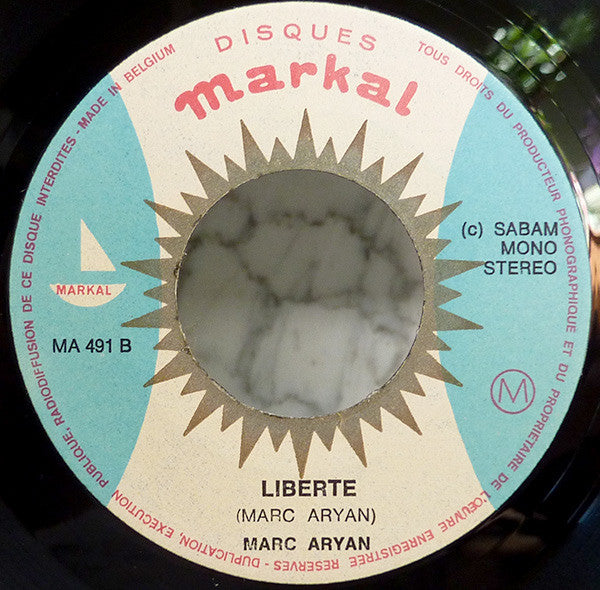 DISQUES
markal
TOUS DROITS DU PRODUCTEUR PHONOGRAPHIQUE ET DU PROPRIETAIRE DE L'OEUVRE ENREGISTREE RESERVES - DUPLICATION, EXECUTION PUBLIQUE, RADIODIFFUSION DE CE DISQUE INTERDITES - MADE IN BELGIUM
(c) SABAM
MONO
STEREO
MARKAL
MA 491 B
M
LIBERTE
(MARC ARYAN)
MARC ARYAN